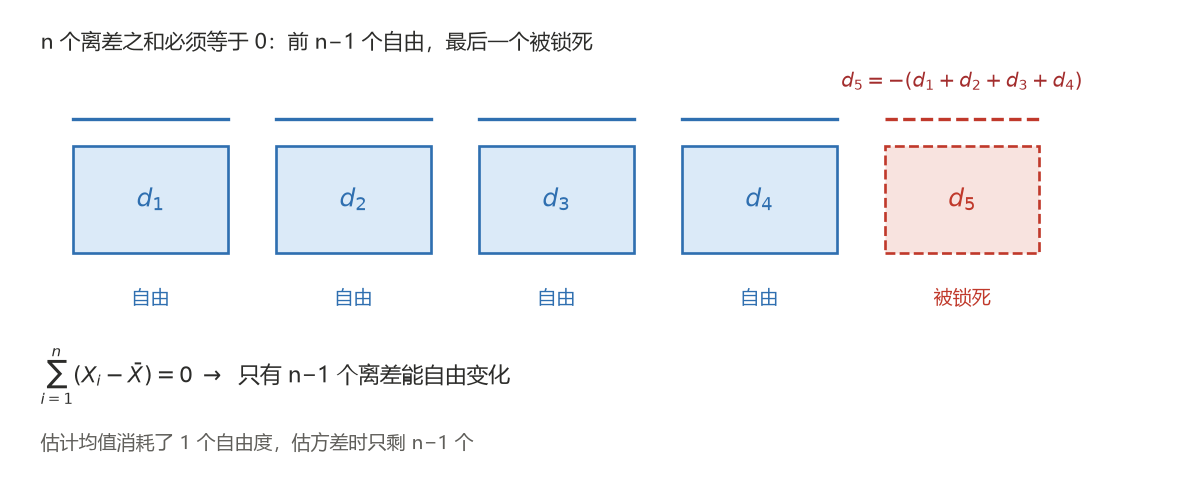 n 个离差之和必须等于 0：前 n−1 个自由，最后一个被锁死
d₅ = −(d₁ + d₂ + d₃ + d₄)
d₁ d₂ d₃ d₄ d₅
自由 自由 自由 自由 被锁死
∑ᵢ₌₁ⁿ (Xᵢ − X̄) = 0 → 只有 n−1 个离差能自由变化
估计均值消耗了 1 个自由度，估方差时只剩 n−1 个